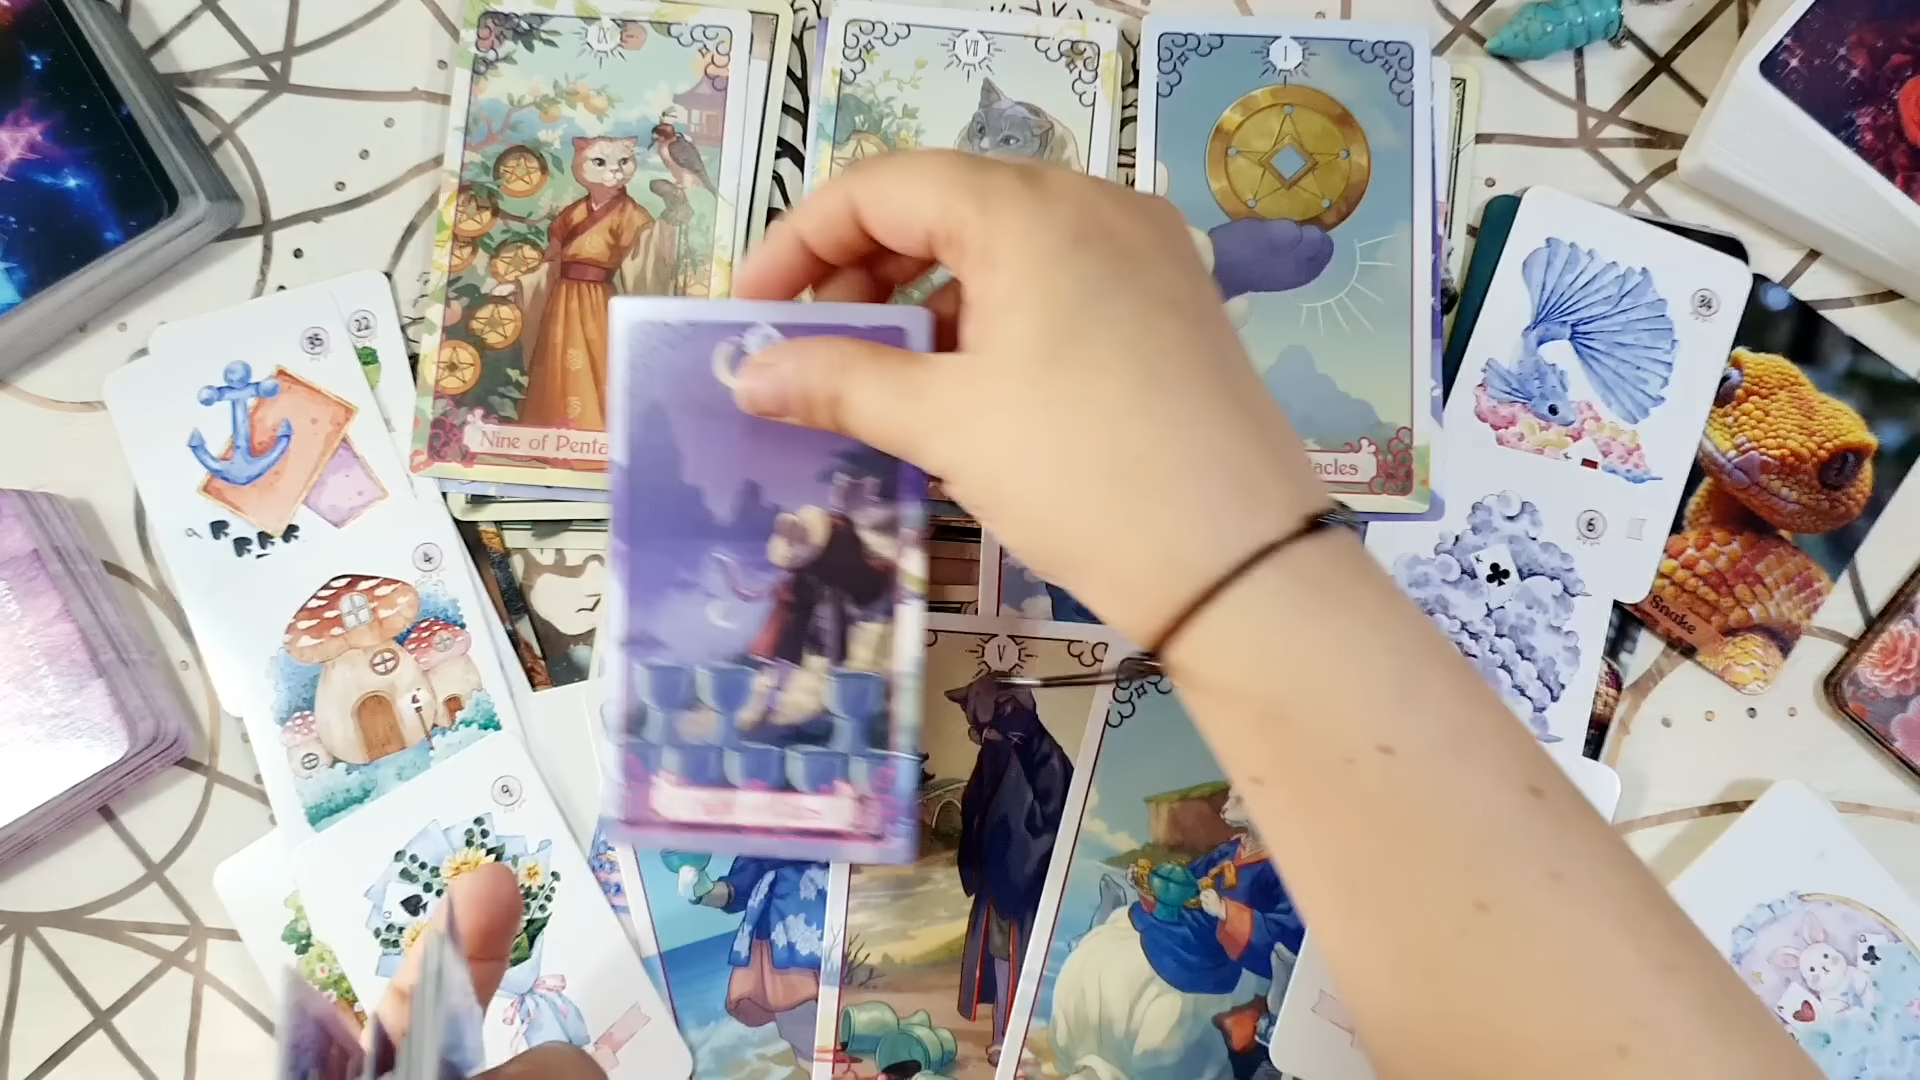 IX
VII
I
Nine of Penta
acles
34
35
22
a R
R R R
4
6
K
Snake
V
9
Q
Q